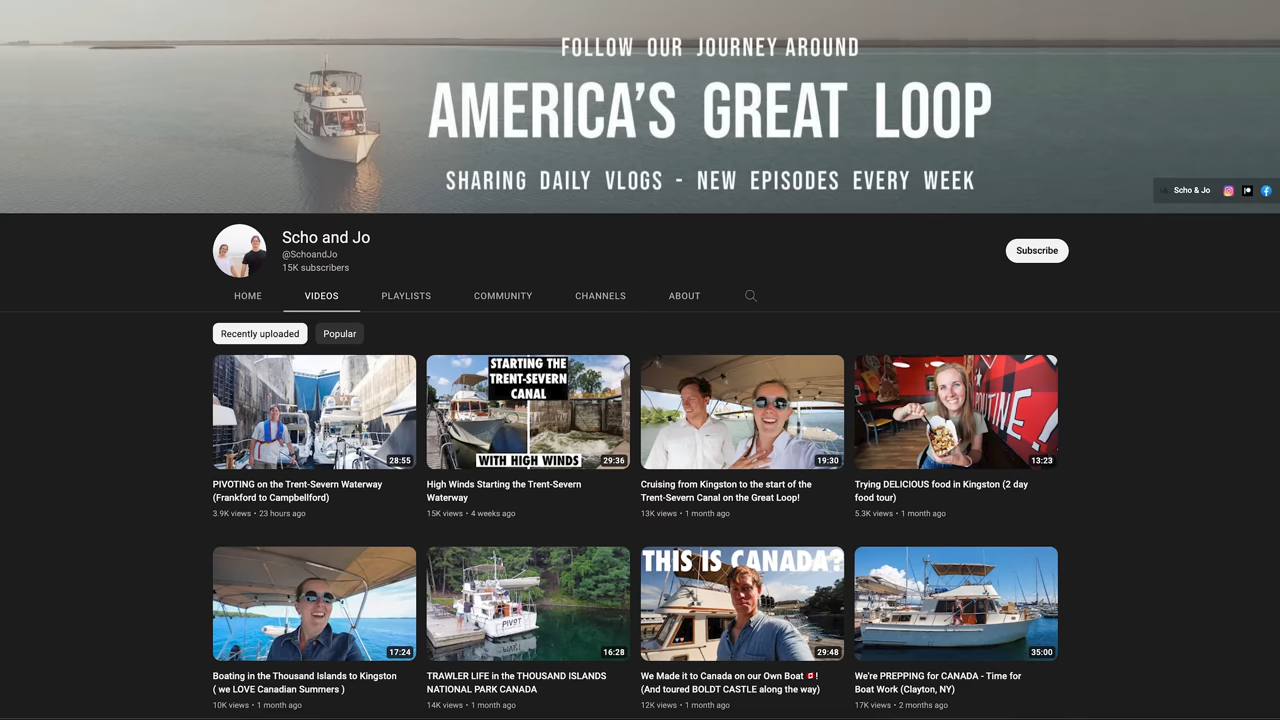 FOLLOW OUR JOURNEY AROUND
AMERICA'S GREAT LOOP
SHARING DAILY VLOGS - NEW EPISODES EVERY WEEK
Scho & Jo
Scho and Jo
@SchoandJo
15K subscribers
Subscribe
HOME VIDEOS PLAYLISTS COMMUNITY CHANNELS ABOUT
Recently uploaded Popular
28:55
STARTING THE
TRENT-SEVERN
CANAL
WITH HIGH WINDS
29:36
19:30
POUTINE!
13:23
PIVOTING on the Trent-Severn Waterway
(Frankford to Campbellford)
3.9K views • 23 hours ago
High Winds Starting the Trent-Severn
Waterway
15K views • 4 weeks ago
Cruising from Kingston to the start of the
Trent-Severn Canal on the Great Loop!
13K views • 1 month ago
Trying DELICIOUS food in Kingston (2 day
food tour)
5.3K views • 1 month ago
17:24
PIVOT
16:28
THIS IS CANADA?
29:48
35:00
Boating in the Thousand Islands to Kingston
( we LOVE Canadian Summers )
10K views • 1 month ago
TRAWLER LIFE in the THOUSAND ISLANDS
NATIONAL PARK CANADA
14K views • 1 month ago
We Made it to Canada on our Own Boat 🇨🇦!
(And toured BOLDT CASTLE along the way)
12K views • 1 month ago
We're PREPPING for CANADA - Time for
Boat Work (Clayton, NY)
17K views • 2 months ago